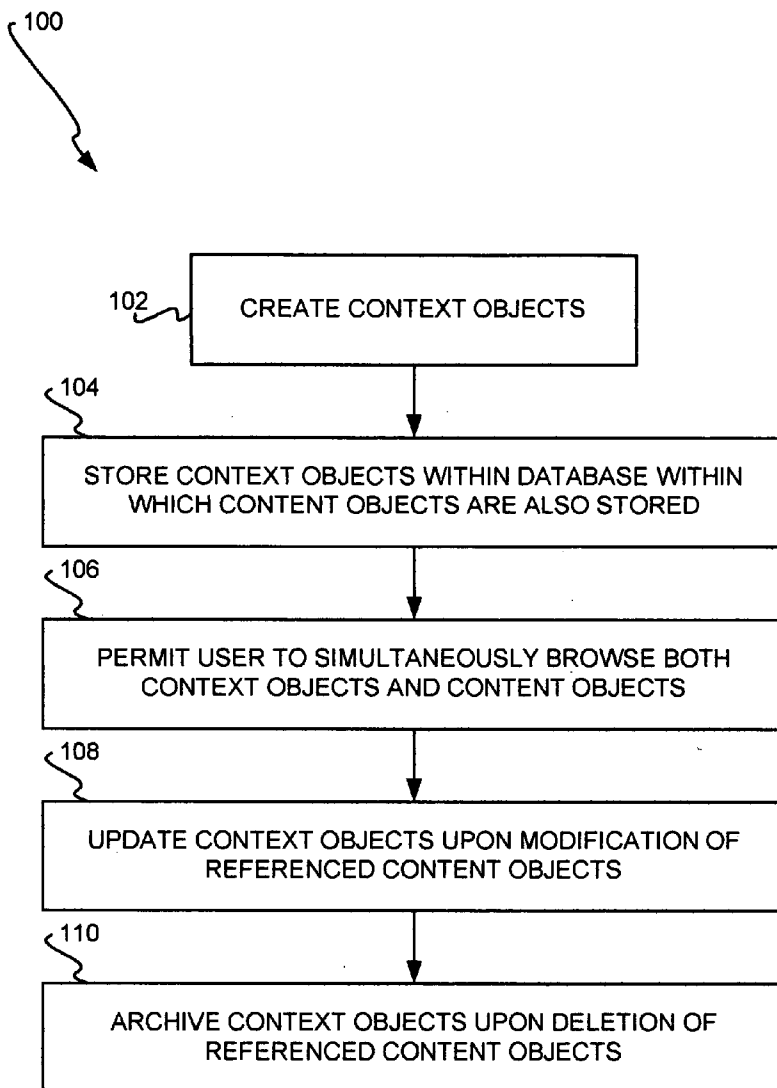 100
102
CREATE CONTEXT OBJECTS
104
STORE CONTEXT OBJECTS WITHIN DATABASE WITHIN
WHICH CONTENT OBJECTS ARE ALSO STORED
106
PERMIT USER TO SIMULTANEOUSLY BROWSE BOTH
CONTEXT OBJECTS AND CONTENT OBJECTS
108
UPDATE CONTEXT OBJECTS UPON MODIFICATION OF
REFERENCED CONTENT OBJECTS
110
ARCHIVE CONTEXT OBJECTS UPON DELETION OF
REFERENCED CONTENT OBJECTS